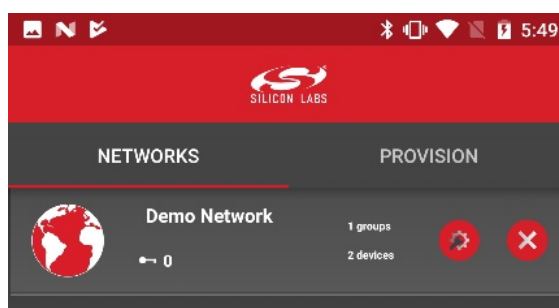 5:49
SILICON LABS
NETWORKS
PROVISION
Demo Network
1 groups
0
2 devices